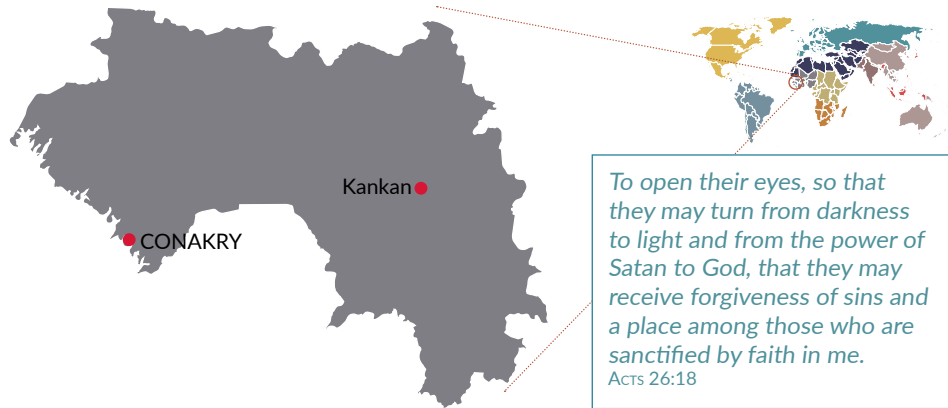 Kankan
CONAKRY
To open their eyes, so that
they may turn from darkness
to light and from the power of
Satan to God, that they may
receive forgiveness of sins and
a place among those who are
sanctified by faith in me.
Acts 26:18